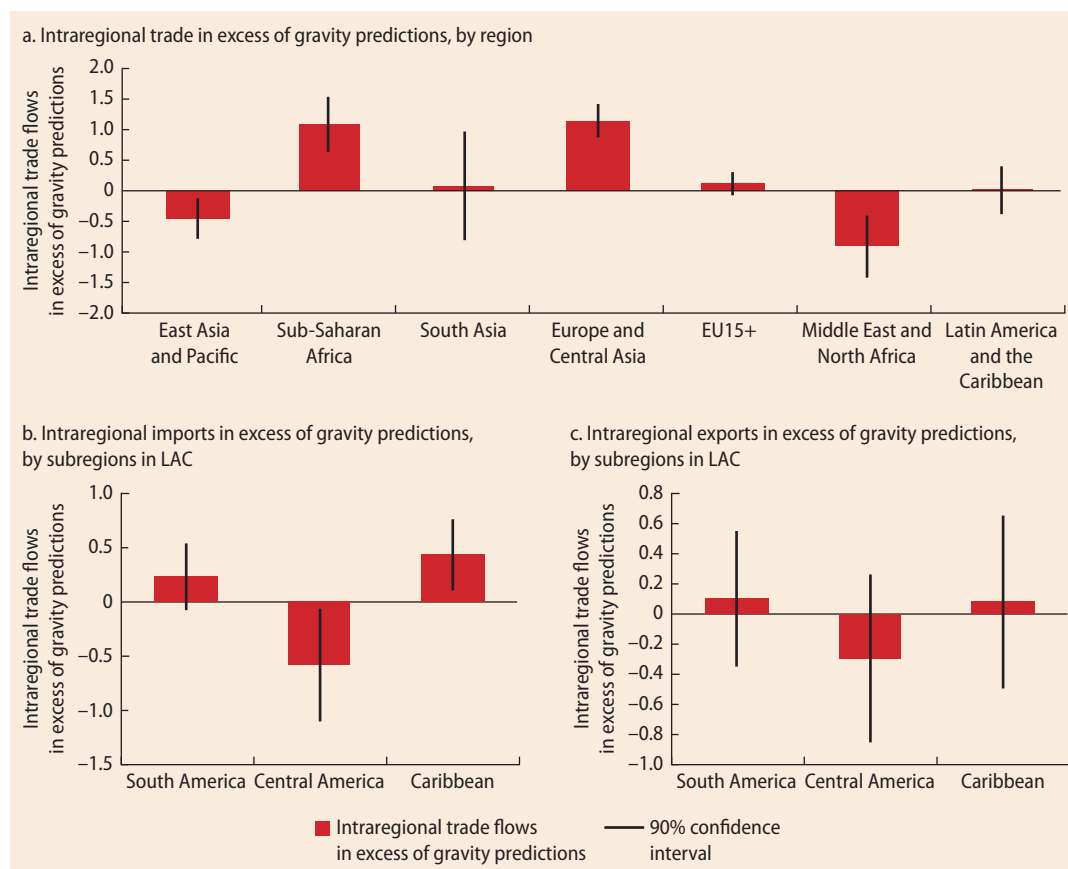 a. Intraregional trade in excess of gravity predictions, by region
Intraregional trade flows
in excess of gravity predictions
2.0
1.5
1.0
0.5
0
–0.5
–1.0
–1.5
–2.0
East Asia
and Pacific
Sub-Saharan
Africa
South Asia
Europe and
Central Asia
EU15+
Middle East and
North Africa
Latin America
and the
Caribbean
b. Intraregional imports in excess of gravity predictions,
by subregions in LAC
Intraregional trade flows
in excess of gravity predictions
1.0
0.5
0
–0.5
–1.0
–1.5
South America
Central America
Caribbean
c. Intraregional exports in excess of gravity predictions,
by subregions in LAC
Intraregional trade flows
in excess of gravity predictions
0.8
0.6
0.4
0.2
0
–0.2
–0.4
–0.6
–0.8
–1.0
South America
Central America
Caribbean
Intraregional trade flows
in excess of gravity predictions
90% confidence
interval